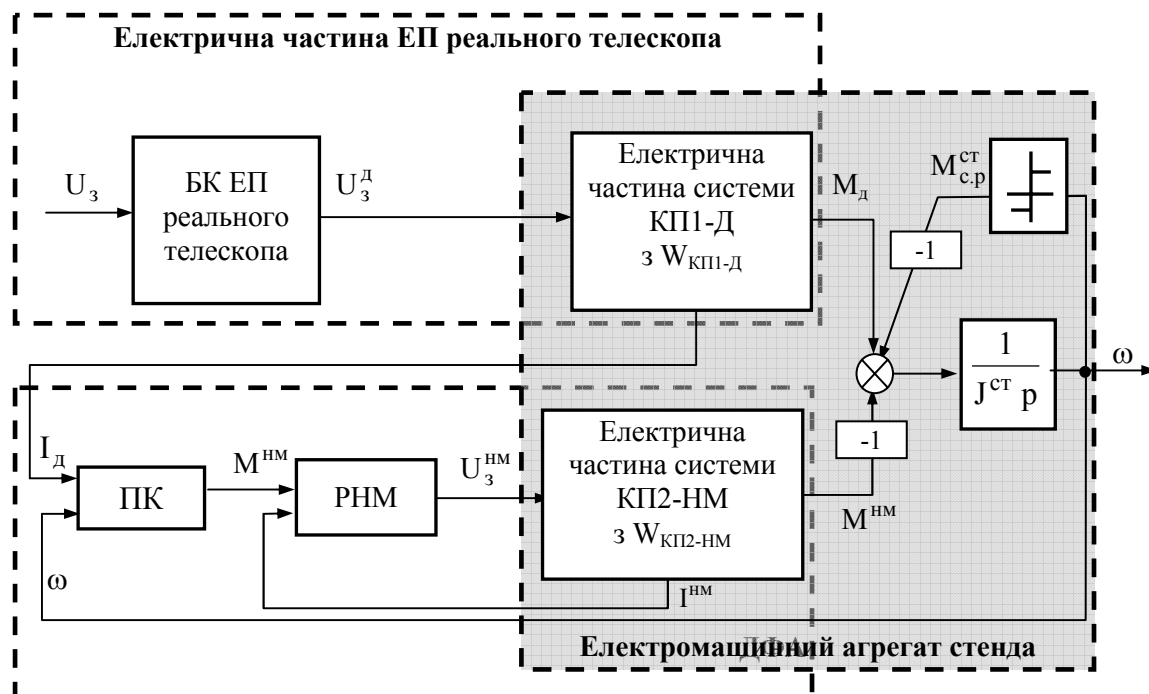 Електрична частина ЕП реального телескопа
U_з
БК ЕП
реального
телескопа
U_з^д
Електрична
частина системи
КП1-Д
з W_КП1-Д
M_д
M_с.р^ст
-1
1
J^ст p
ω
I_д
ПК
M^нм
РНМ
U_з^нм
Електрична
частина системи
КП2-НМ
з W_КП2-НМ
-1
M^нм
I^нм
ω
Електромашинний агрегат стенда